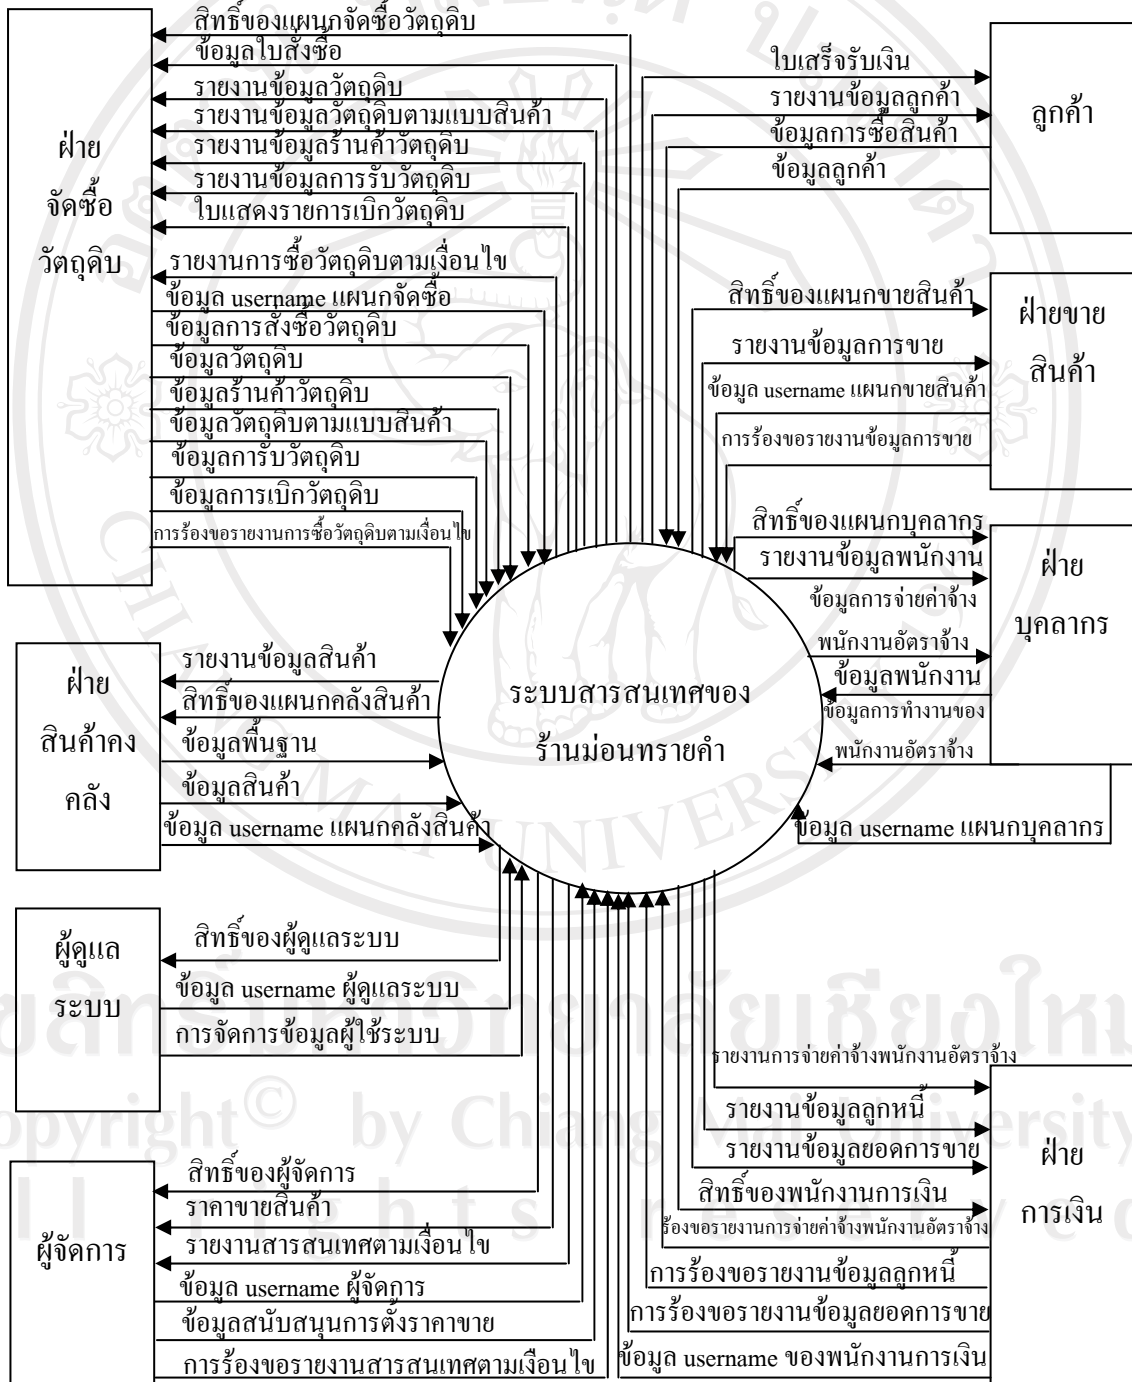 ฝ่าย
จัดซื้อ
วัตถุดิบ
สิทธิ์ของแผนกจัดซื้อวัตถุดิบ
ข้อมูลใบสั่งซื้อ
รายงานข้อมูลวัตถุดิบ
รายงานข้อมูลวัตถุดิบตามแบบสินค้า
รายงานข้อมูลร้านค้าวัตถุดิบ
รายงานข้อมูลการรับวัตถุดิบ
ใบแสดงรายการเบิกวัตถุดิบ
รายงานการซื้อวัตถุดิบตามเงื่อนไข
ข้อมูล username แผนกจัดซื้อ
ข้อมูลการสั่งซื้อวัตถุดิบ
ข้อมูลวัตถุดิบ
ข้อมูลร้านค้าวัตถุดิบ
ข้อมูลวัตถุดิบตามแบบสินค้า
ข้อมูลการับวัตถุดิบ
ข้อมูลการเบิกวัตถุดิบ
การร้องขอรายงานการซื้อวัตถุดิบตามเงื่อนไข
ใบเสร็จรับเงิน
รายงานข้อมูลลูกค้า
ข้อมูลการซื้อสินค้า
ข้อมูลลูกค้า
ลูกค้า
สิทธิ์ของแผนกขายสินค้า
รายงานข้อมูลการขาย
ข้อมูล username แผนกขายสินค้า
การร้องขอรายงานข้อมูลการขาย
ฝ่ายขาย
สินค้า
สิทธิ์ของแผนกบุคลากร
รายงานข้อมูลพนักงาน
ข้อมูลการจ่ายค่าจ้าง
พนักงานอัตราจ้าง
ข้อมูลพนักงาน
ข้อมูลการทำงานของ
พนักงานอัตราจ้าง
ข้อมูล username แผนกบุคลากร
ฝ่าย
บุคลากร
ระบบสารสนเทศของ
ร้านม่อนทรายคำ
ฝ่าย
สินค้าคง
คลัง
รายงานข้อมูลสินค้า
สิทธิ์ของแผนกคลังสินค้า
ข้อมูลพื้นฐาน
ข้อมูลสินค้า
ข้อมูล username แผนกคลังสินค้า
ผู้ดูแล
ระบบ
สิทธิ์ของผู้ดูแลระบบ
ข้อมูล username ผู้ดูแลระบบ
การจัดการข้อมูลผู้ใช้ระบบ
ผู้จัดการ
สิทธิ์ของผู้จัดการ
ราคาขายสินค้า
รายงานสารสนเทศตามเงื่อนไข
ข้อมูล username ผู้จัดการ
ข้อมูลสนับสนุนการตั้งราคาขาย
การร้องขอรายงานสารสนเทศตามเงือนไข
รายงานการจ่ายค่าจ้างพนักงานอัตราจ้าง
รายงานข้อมูลลูกหนี้
รายงานข้อมูลยอดการขาย
สิทธิ์ของพนักงานการเงิน
ร้องขอรายงานการจ่ายค่าจ้างพนักงานอัตราจ้าง
การร้องขอรายงานข้อมูลลูกหนี้
การร้องขอรายงานข้อมูลยอดการขาย
ข้อมูล username ของพนักงานการเงิน
ฝ่าย
การเงิน
CHIANG MAI UNIVERSITY
by Chiang Mai University
rights